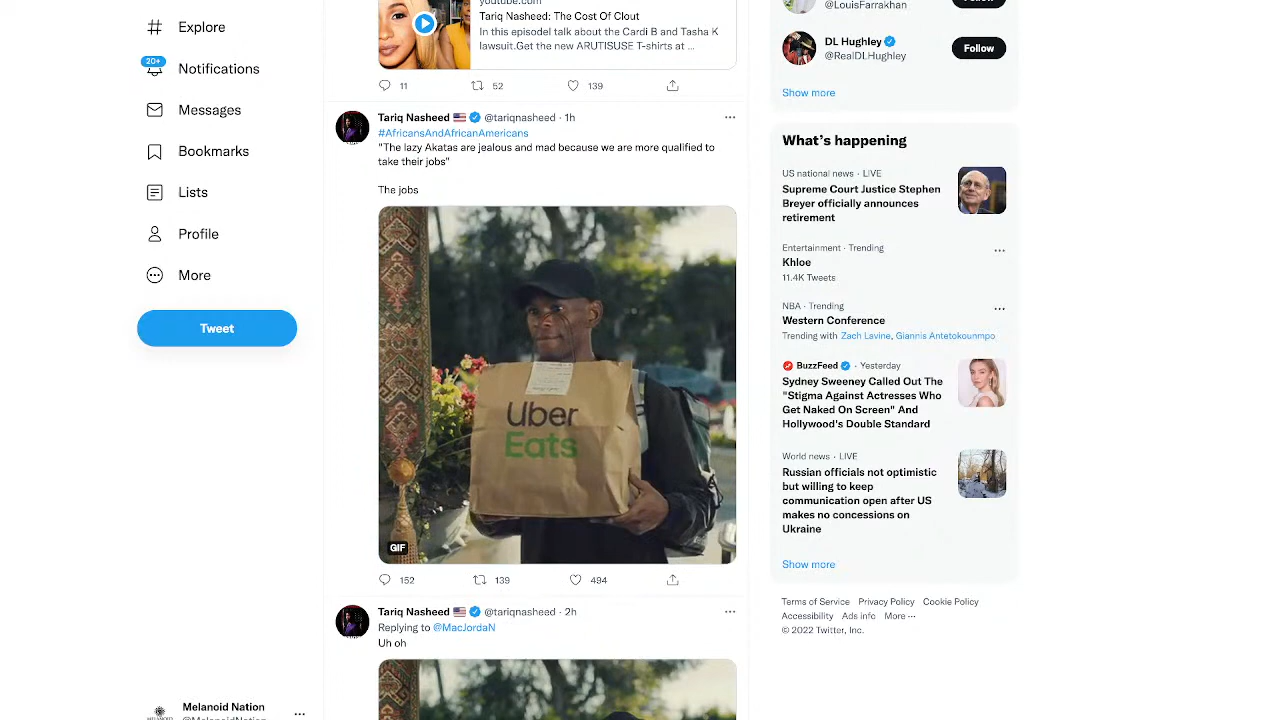 Explore
20+
Notifications
Messages
Bookmarks
Lists
Profile
More
Tweet
Melanoid Nation
@MelanoidNation
youtube.com
Tariq Nasheed: The Cost Of Clout
In this episodeI talk about the Cardi B and Tasha K
lawsuit.Get the new ARUTISUSE T-shirts at ...
11
52
139
Tariq Nasheed @tariqnasheed · 1h
#AfricansAndAfricanAmericans
"The lazy Akatas are jealous and mad because we are more qualified to
take their jobs"
The jobs
Uber
Eats
GIF
152
139
494
Tariq Nasheed @tariqnasheed · 2h
Replying to @MacJordaN
Uh oh
@LouisFarrakhan
Follow
DL Hughley
@RealDLHughley
Follow
Show more
What's happening
US national news · LIVE
Supreme Court Justice Stephen
Breyer officially announces
retirement
Entertainment · Trending
Khloe
11.4K Tweets
NBA · Trending
Western Conference
Trending with Zach Lavine, Giannis Antetokounmpo
BuzzFeed · Yesterday
Sydney Sweeney Called Out The
"Stigma Against Actresses Who
Get Naked On Screen" And
Hollywood's Double Standard
World news · LIVE
Russian officials not optimistic
but willing to keep
communication open after US
makes no concessions on
Ukraine
Show more
Terms of Service Privacy Policy Cookie Policy
Accessibility Ads info More ···
© 2022 Twitter, Inc.